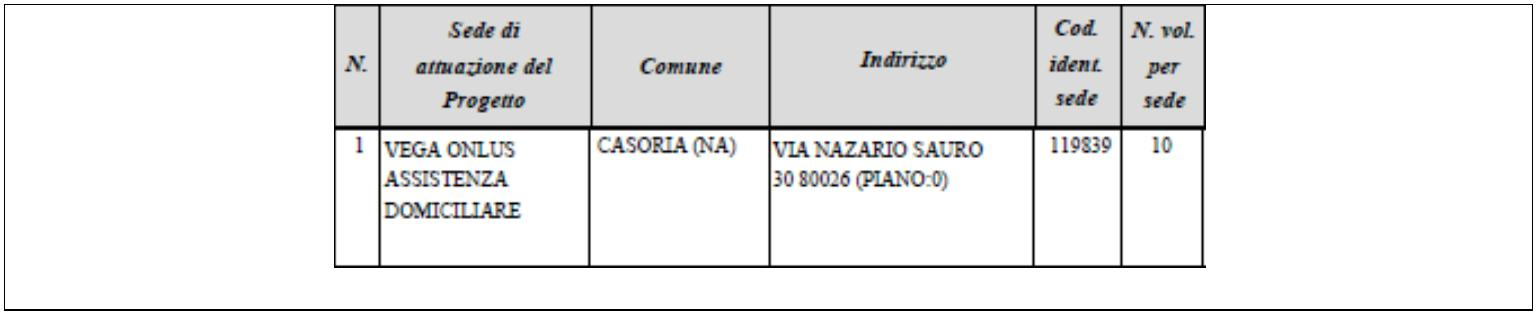 N.
Sede di
attuazione del
Progetto
Comune
Indirizzo
Cod.
ident.
sede
N. vol.
per
sede
1
VEGA ONLUS
ASSISTENZA
DOMICILIARE
CASORIA (NA)
VIA NAZARIO SAURO
30 80026 (PIANO:0)
119839
10